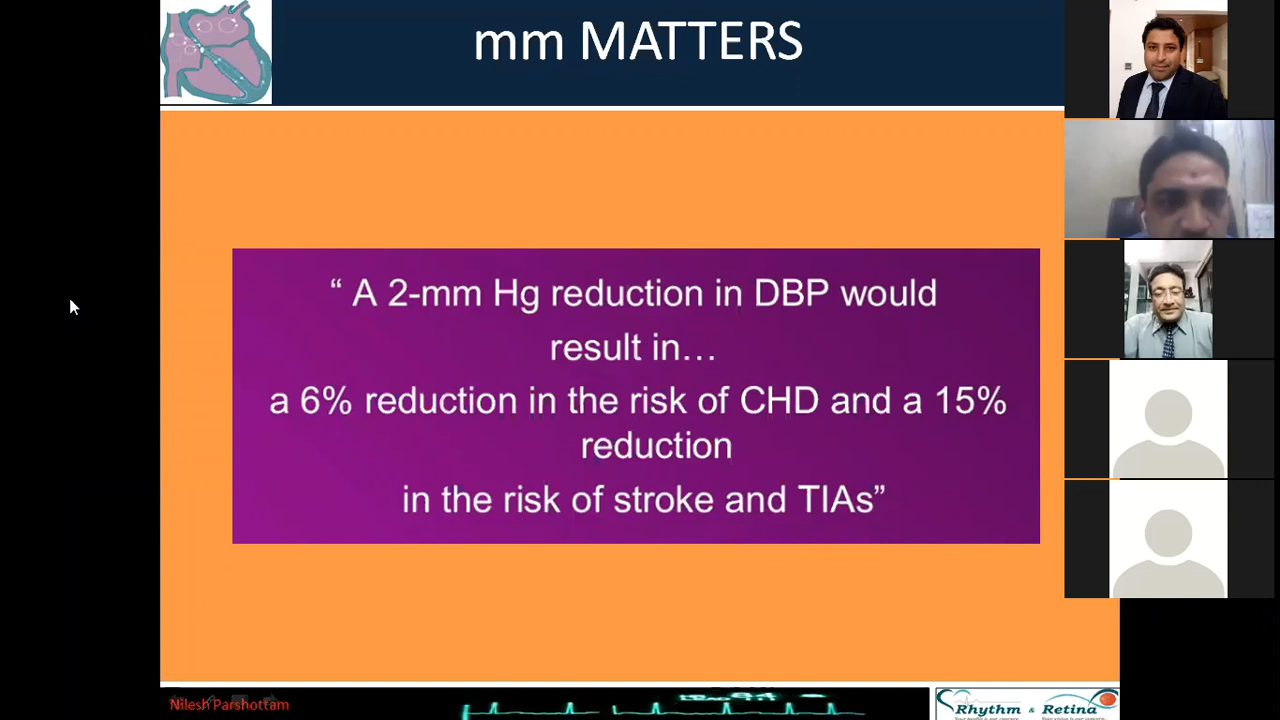 mm MATTERS
“ A 2-mm Hg reduction in DBP would
result in…
a 6% reduction in the risk of CHD and a 15%
reduction
in the risk of stroke and TIAs”
Nilesh Parshottam
Rhythm & Retina